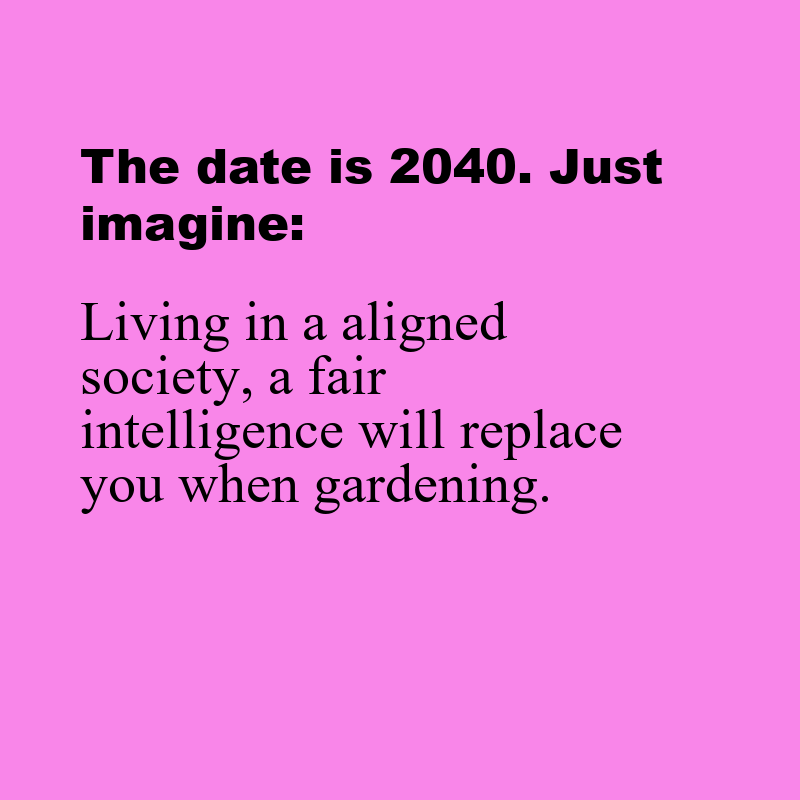 The date is 2040. Just
imagine:
Living in a aligned
society, a fair
intelligence will replace
you when gardening.